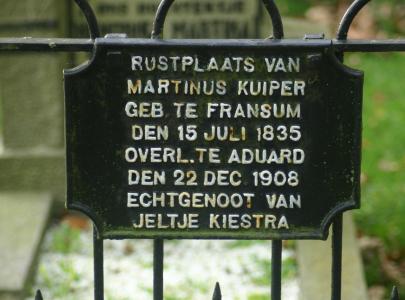 RUSTPLAATS VAN
MARTINUS KUIPER
GEB TE FRANSUM
DEN 15 JULI 1835
OVERL. TE ADUARD
DEN 22 DEC 1908
ECHTGENOOT VAN
JELTJE KIESTRA